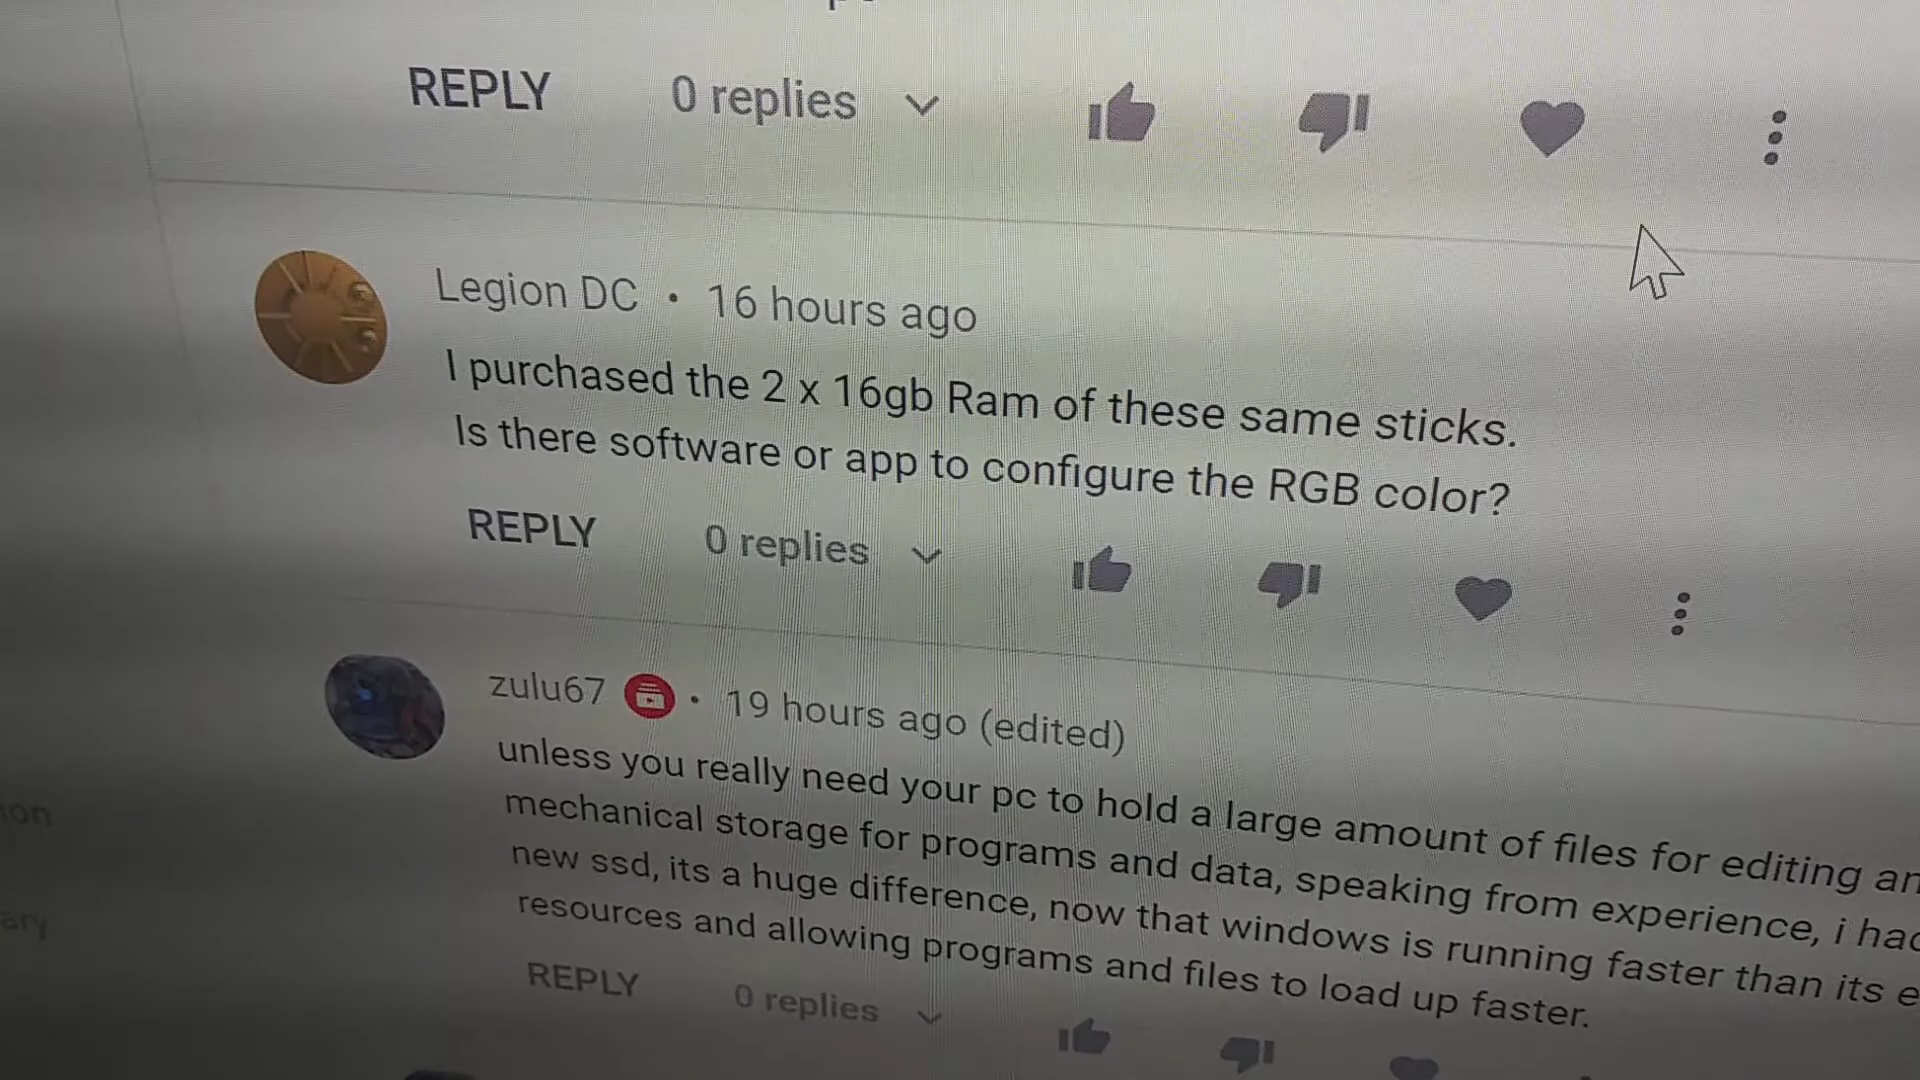 REPLY 0 replies
Legion DC • 16 hours ago
I purchased the 2 x 16gb Ram of these same sticks.
Is there software or app to configure the RGB color?
REPLY 0 replies
zulu67 • 19 hours ago (edited)
unless you really need your pc to hold a large amount of files for editing
mechanical storage for programs and data, speaking from experience, i
new ssd, its a huge difference, now that windows is running faster than its
resources and allowing programs and files to load up faster.
REPLY 0 replies